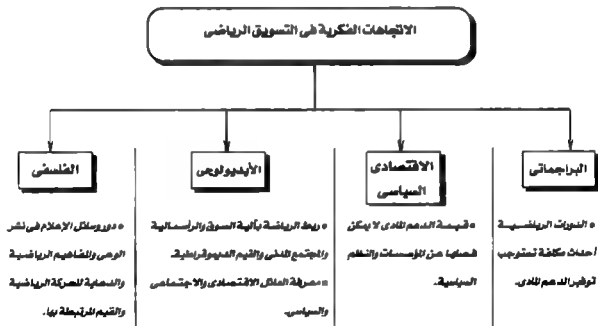 الاتجاهات الفكرية فى التسويق الرياضى
البراجماتى
• الدورات الرياضية
أحداث مكلفة تستوجب
توفير الدعم المادى.
الاقتصادى
السياسى
• قيمة الدعم المادى لا يمكن
فصلها عن المؤسسات والنظم
السياسية.
الأيديولوجى
• ربط الرياضة بآلية السوق والرأسمالية
والمجتمع المدنى والقيم الديموقراطية.
• معرفة العائل الاقتصادى والاجتماعى
والسياسى.
الفلسفى
• دور وسائل الإعلام فى نشر
الوعى والمفاهيم الرياضية
والدعاية للحركة الرياضية
والقيم المرتبطة بها.